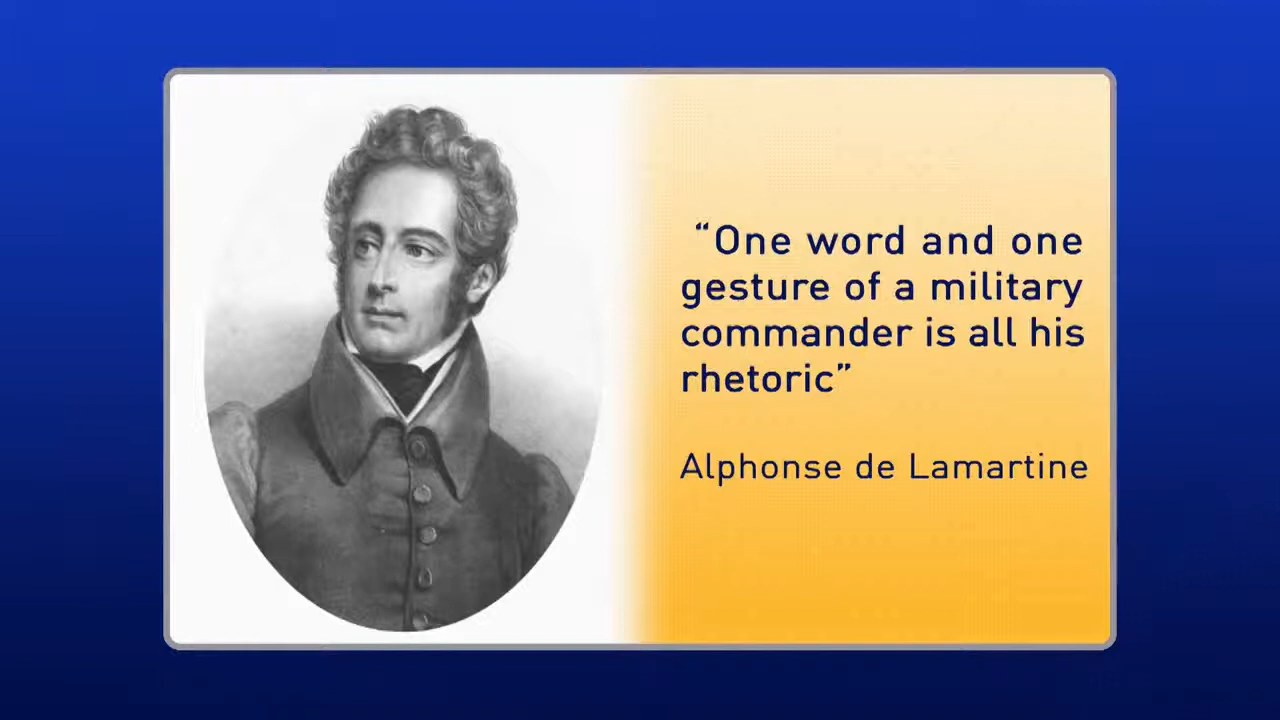 “One word and one
gesture of a military
commander is all his
rhetoric”
Alphonse de Lamartine